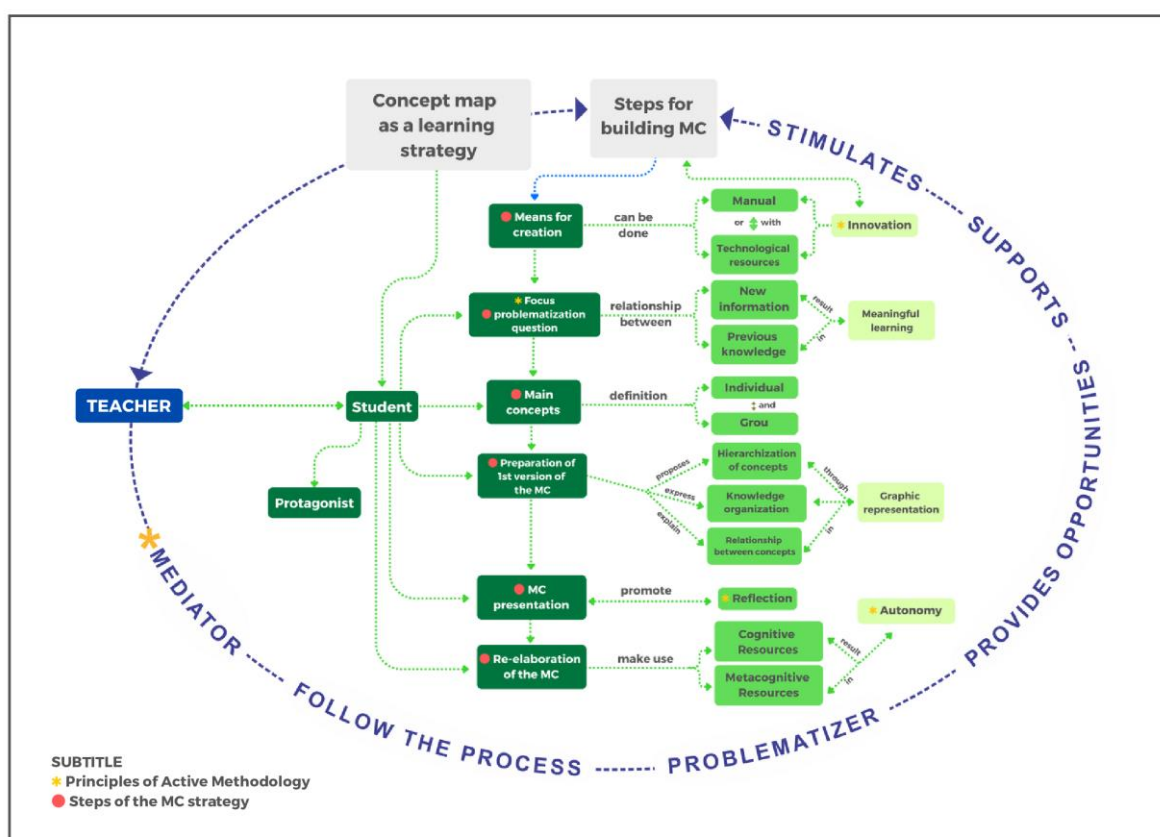 Concept map
as a learning
strategy
Steps for
building MC
STIMULATES
SUPPORTS
PROVIDES OPPORTUNITIES
PROBLEMATIZER
FOLLOW THE PROCESS
MEDIATOR
TEACHER
Student
Protagonist
Means for
creation
can be
done
Manual
or with
Technological
resources
Innovation
Focus
problematization
question
relationship
between
New
information
Previous
knowledge
result
in
Meaningful
learning
Main
concepts
definition
Individual
and
Grou
Preparation of
1st version of
the MC
proposes
express
explain
Hierarchization
of concepts
Knowledge
organization
Relationship
between concepts
through
in
Graphic
representation
MC
presentation
promote
Reflection
Re-elaboration
of the MC
make use
Cognitive
Resources
Metacognitive
Resources
result
in
Autonomy
SUBTITLE
Principles of Active Methodology
Steps of the MC strategy